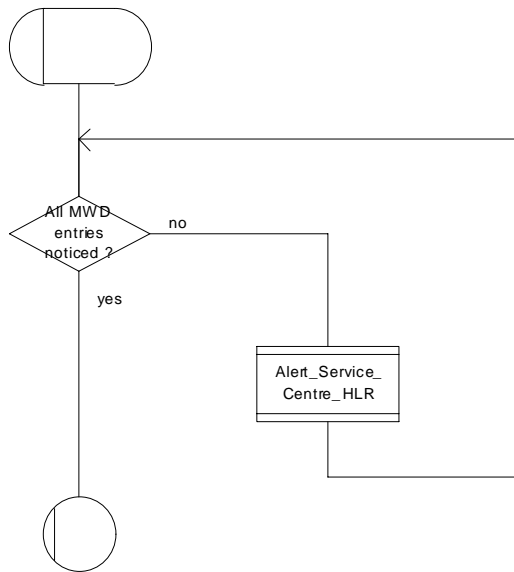 All MWD
entries
noticed ?
no
yes
Alert_Service_
Centre_HLR